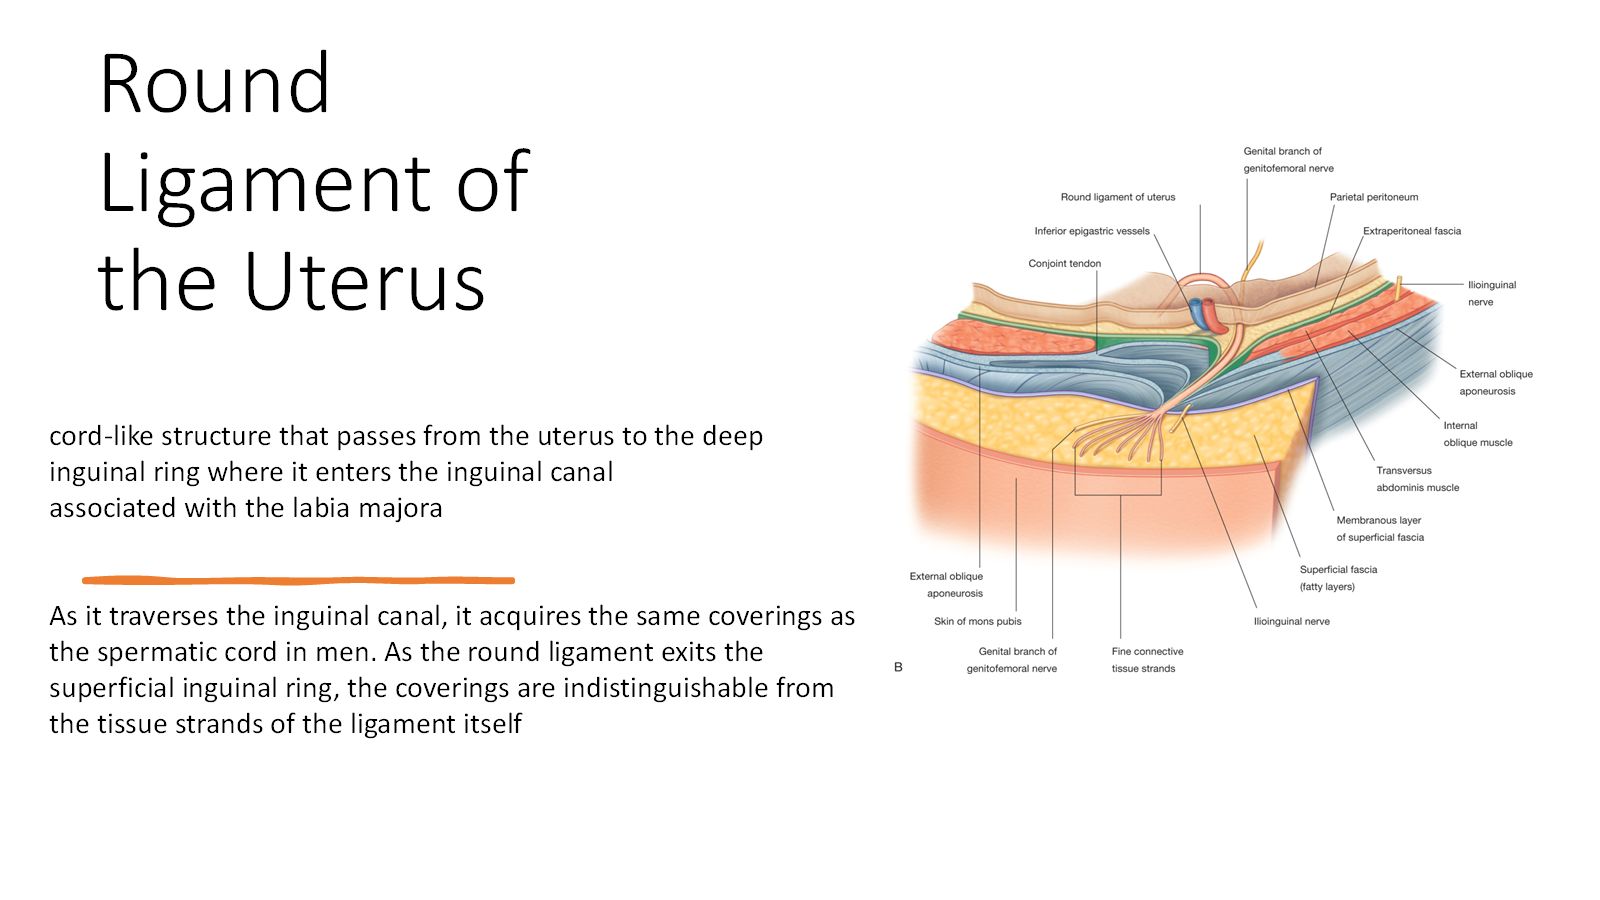 Round
Ligament of
the Uterus
cord-like structure that passes from the uterus to the deep
inguinal ring where it enters the inguinal canal
associated with the labia majora
As it traverses the inguinal canal, it acquires the same coverings as
the spermatic cord in men. As the round ligament exits the
superficial inguinal ring, the coverings are indistinguishable from
the tissue strands of the ligament itself
Genital branch of
genitofemoral nerve
Round ligament of uterus
Parietal peritoneum
Inferior epigastric vessels
Extraperitoneal fascia
Conjoint tendon
Ilioinguinal
nerve
External oblique
aponeurosis
Internal
oblique muscle
Transversus
abdominis muscle
Membranous layer
of superficial fascia
Superficial fascia
(fatty layers)
External oblique
aponeurosis
Skin of mons pubis
Ilioinguinal nerve
Genital branch of
genitofemoral nerve
Fine connective
tissue strands
B